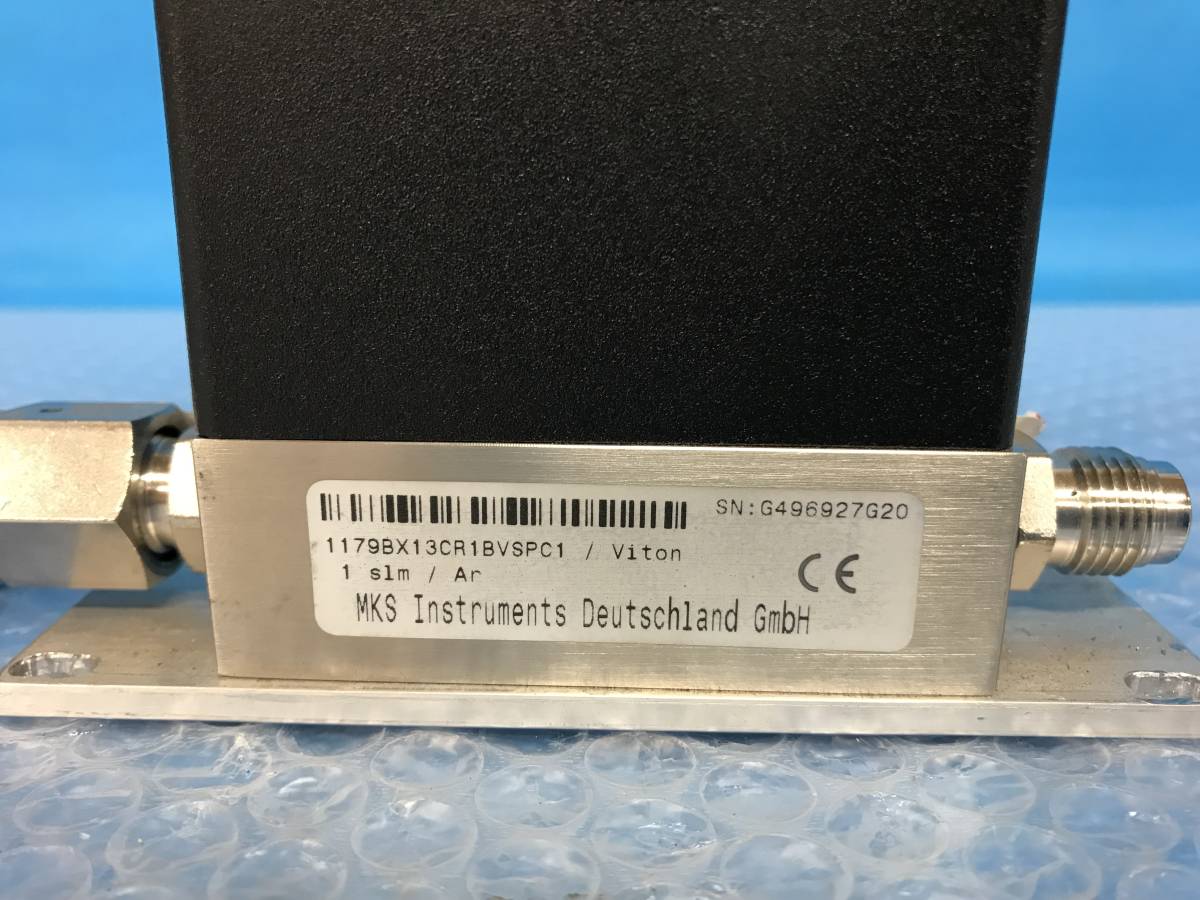 SN:G496927G20
1179BX13CR1BVSPC1 / Viton
1 slm / Ar
CE
MKS Instruments Deutschland GmbH